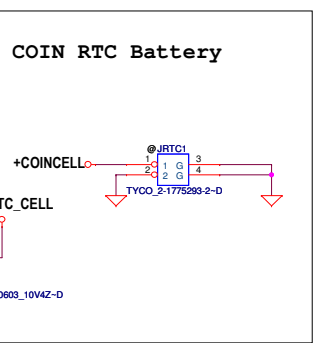 COIN RTC Battery
@JRTC1
+COINCELL
1 1 G 3
2 2 G 4
TYCO_2-1775293-2~D
TC_CELL
0603_10V4Z~D